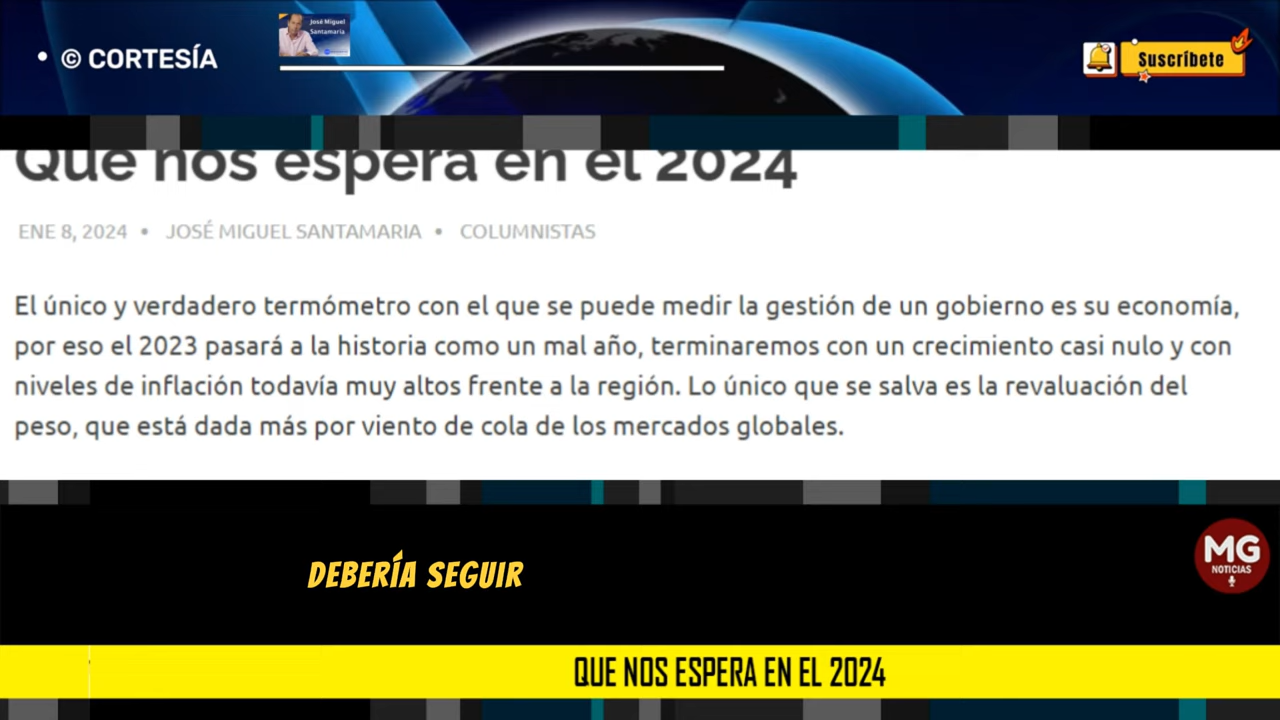 • © CORTESÍA
José Miguel
Santamaría
Suscríbete
Que nos espera en el 2024
ENE 8, 2024 • JOSÉ MIGUEL SANTAMARIA • COLUMNISTAS
El único y verdadero termómetro con el que se puede medir la gestión de un gobierno es su economía,
por eso el 2023 pasará a la historia como un mal año, terminaremos con un crecimiento casi nulo y con
niveles de inflación todavía muy altos frente a la región. Lo único que se salva es la revaluación del
peso, que está dada más por viento de cola de los mercados globales.
DEBERÍA SEGUIR
MG
NOTICIAS
QUE NOS ESPERA EN EL 2024